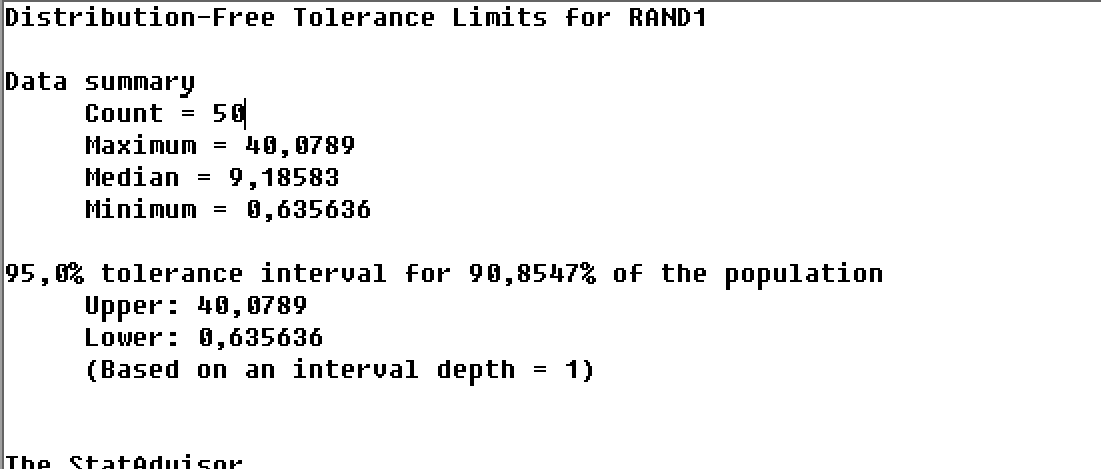 Distribution-Free Tolerance Limits for RAND1
Data summary
Count = 50
Maximum = 40,0789
Median = 9,18583
Minimum = 0,635636
95,0% tolerance interval for 90,8547% of the population
Upper: 40,0789
Lower: 0,635636
(Based on an interval depth = 1)
The StatAdvisor